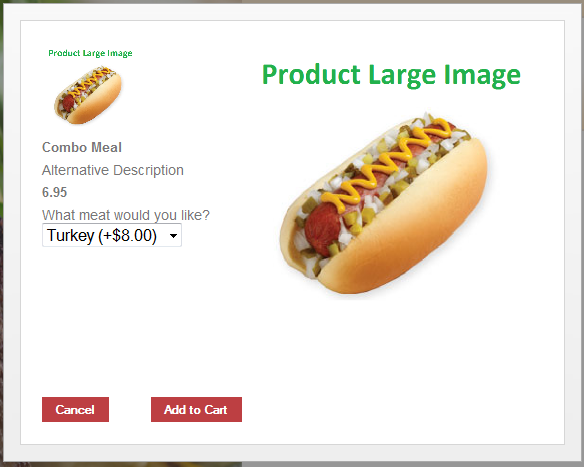 Product Large Image
Product Large Image
Combo Meal
Alternative Description
6.95
What meat would you like?
Turkey (+$8.00)
Cancel
Add to Cart